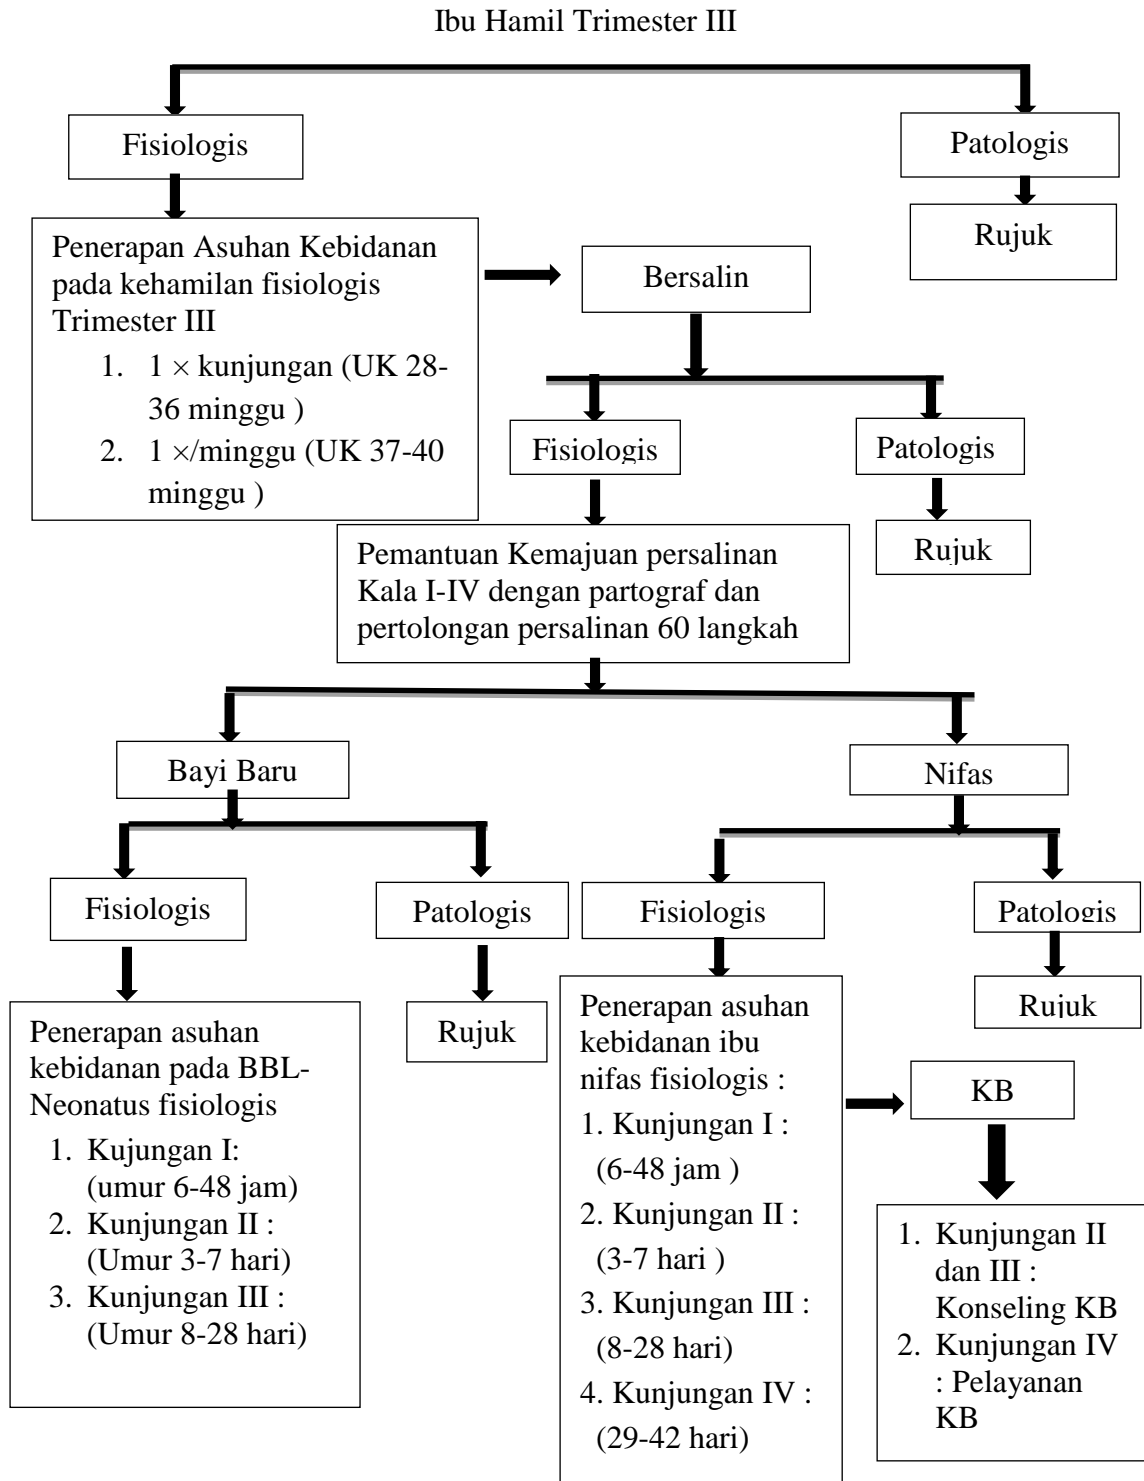 Ibu Hamil Trimester III
Fisiologis
Patologis
Rujuk
Penerapan Asuhan Kebidanan
pada kehamilan fisiologis
Trimester III
1. 1 × kunjungan (UK 28-
36 minggu )
2. 1 ×/minggu (UK 37-40
minggu )
Bersalin
Fisiologis
Patologis
Rujuk
Pemantuan Kemajuan persalinan
Kala I-IV dengan partograf dan
pertolongan persalinan 60 langkah
Bayi Baru
Nifas
Fisiologis
Patologis
Fisiologis
Patologis
Penerapan asuhan
kebidanan pada BBL-
Neonatus fisiologis
1. Kujungan I:
(umur 6-48 jam)
2. Kunjungan II :
(Umur 3-7 hari)
3. Kunjungan III :
(Umur 8-28 hari)
Rujuk
Penerapan asuhan
kebidanan ibu
nifas fisiologis :
1. Kunjungan I :
(6-48 jam )
2. Kunjungan II :
(3-7 hari )
3. Kunjungan III :
(8-28 hari)
4. Kunjungan IV :
(29-42 hari)
Rujuk
KB
1. Kunjungan II
dan III :
Konseling KB
2. Kunjungan IV
: Pelayanan
KB